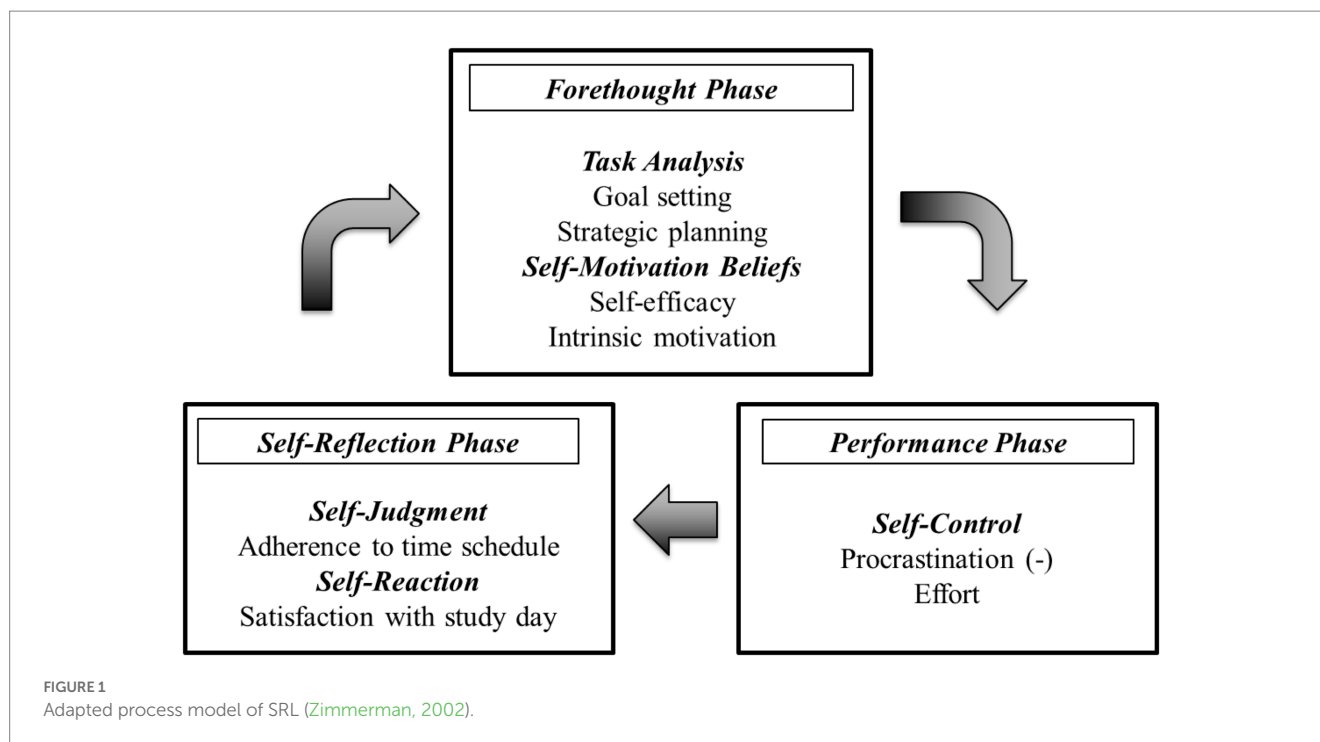 Forethought Phase
Task Analysis
Goal setting
Strategic planning
Self-Motivation Beliefs
Self-efficacy
Intrinsic motivation
Self-Reflection Phase
Self-Judgment
Adherence to time schedule
Self-Reaction
Satisfaction with study day
Performance Phase
Self-Control
Procrastination (-)
Effort
FIGURE 1
Adapted process model of SRL (Zimmerman, 2002).